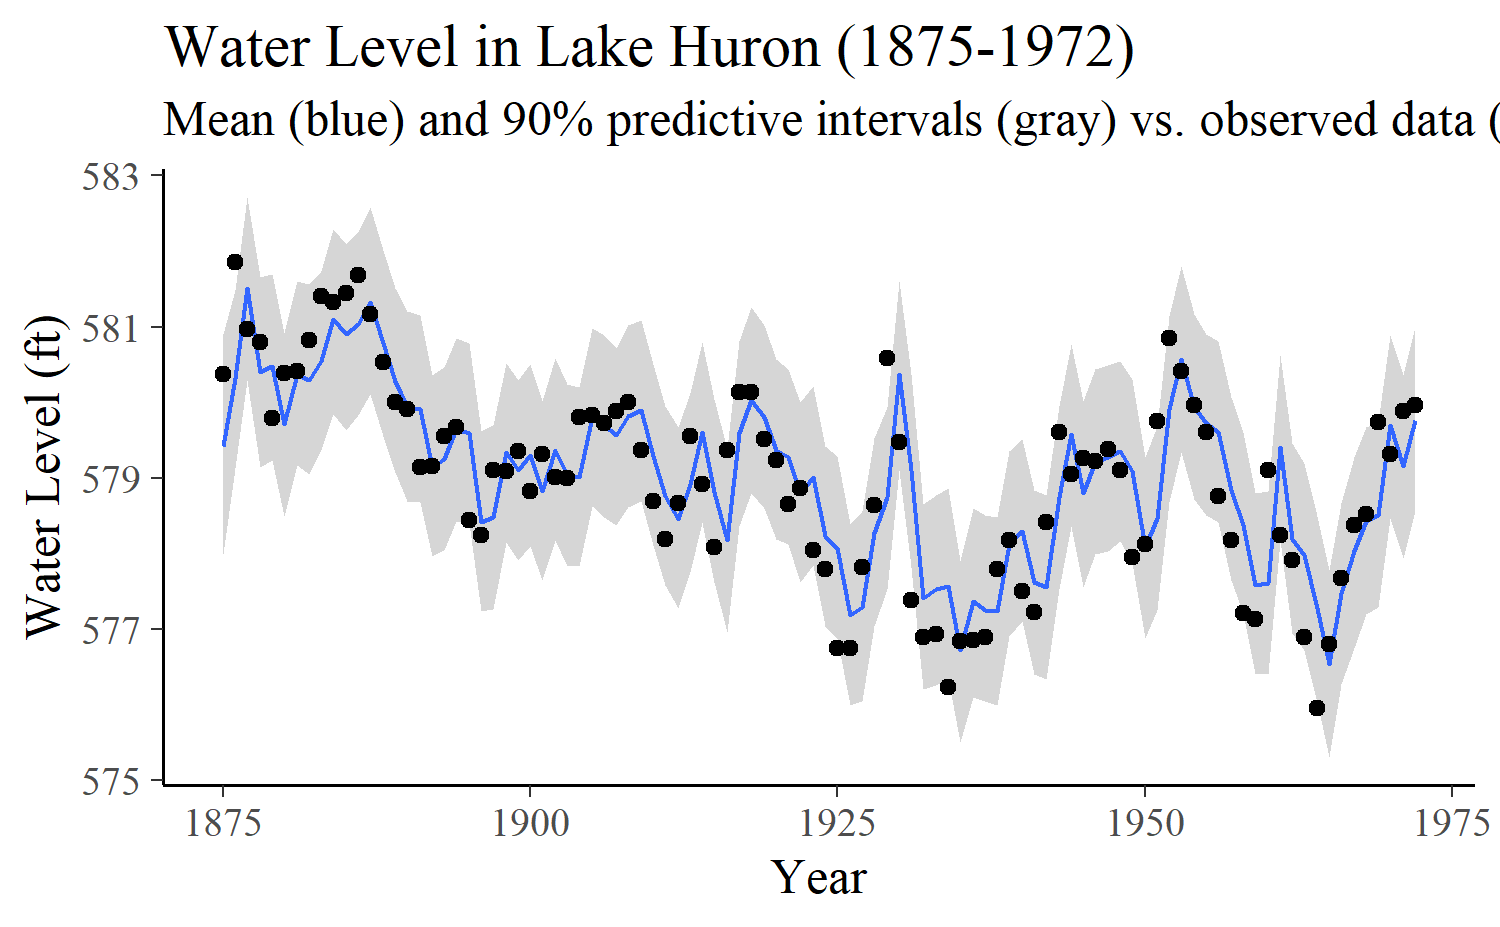 Water Level in Lake Huron (1875-1972)
Mean (blue) and 90% predictive intervals (gray) vs. observed data (
583
581
579
577
575
Water Level (ft)
1875 1900 1925 1950 1975
Year